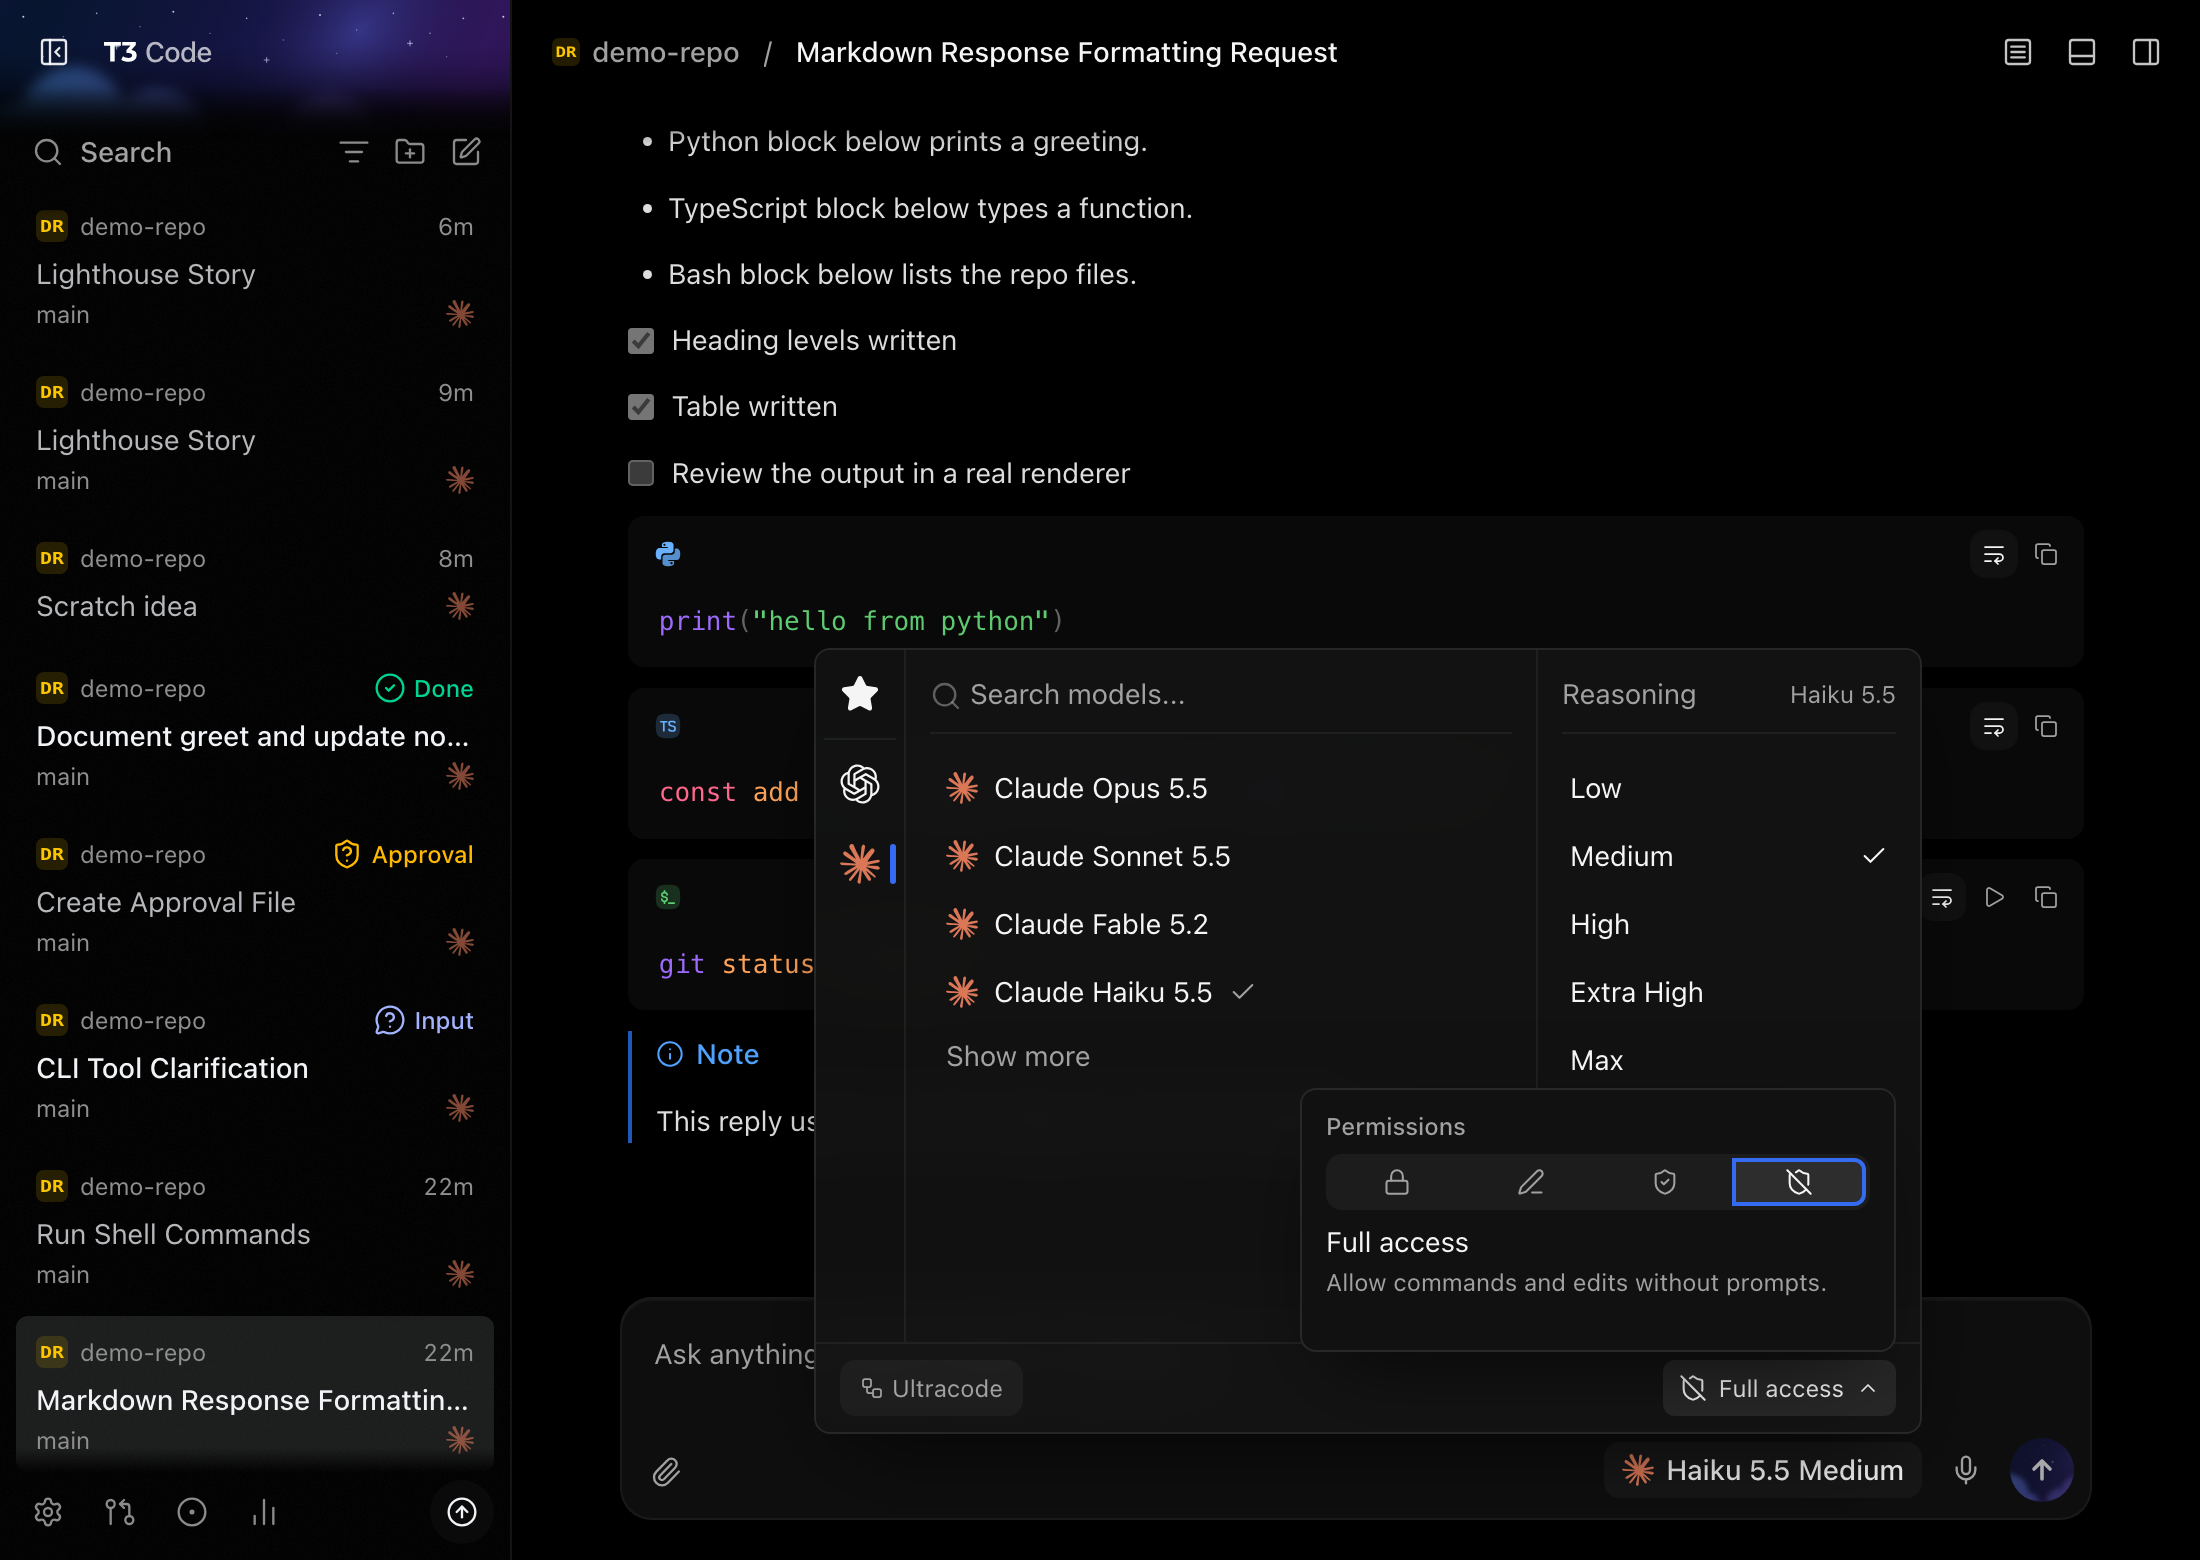 T3 Code
Search
DR demo-repo 6m
Lighthouse Story
main
DR demo-repo 9m
Lighthouse Story
main
DR demo-repo 8m
Scratch idea
DR demo-repo Done
Document greet and update no...
main
DR demo-repo Approval
Create Approval File
main
DR demo-repo Input
CLI Tool Clarification
main
DR demo-repo 22m
Run Shell Commands
main
DR demo-repo 22m
Markdown Response Formattin...
main
DR demo-repo / Markdown Response Formatting Request
• Python block below prints a greeting.
• TypeScript block below types a function.
• Bash block below lists the repo files.
Heading levels written
Table written
Review the output in a real renderer
print("hello from python")
TS
const add
$_
git status
Note
This reply us
Search models...
Claude Opus 5.5
Claude Sonnet 5.5
Claude Fable 5.2
Claude Haiku 5.5
Show more
Reasoning Haiku 5.5
Low
Medium
High
Extra High
Max
Permissions
Full access
Allow commands and edits without prompts.
Ultracode
Full access
Ask anything
Haiku 5.5 Medium